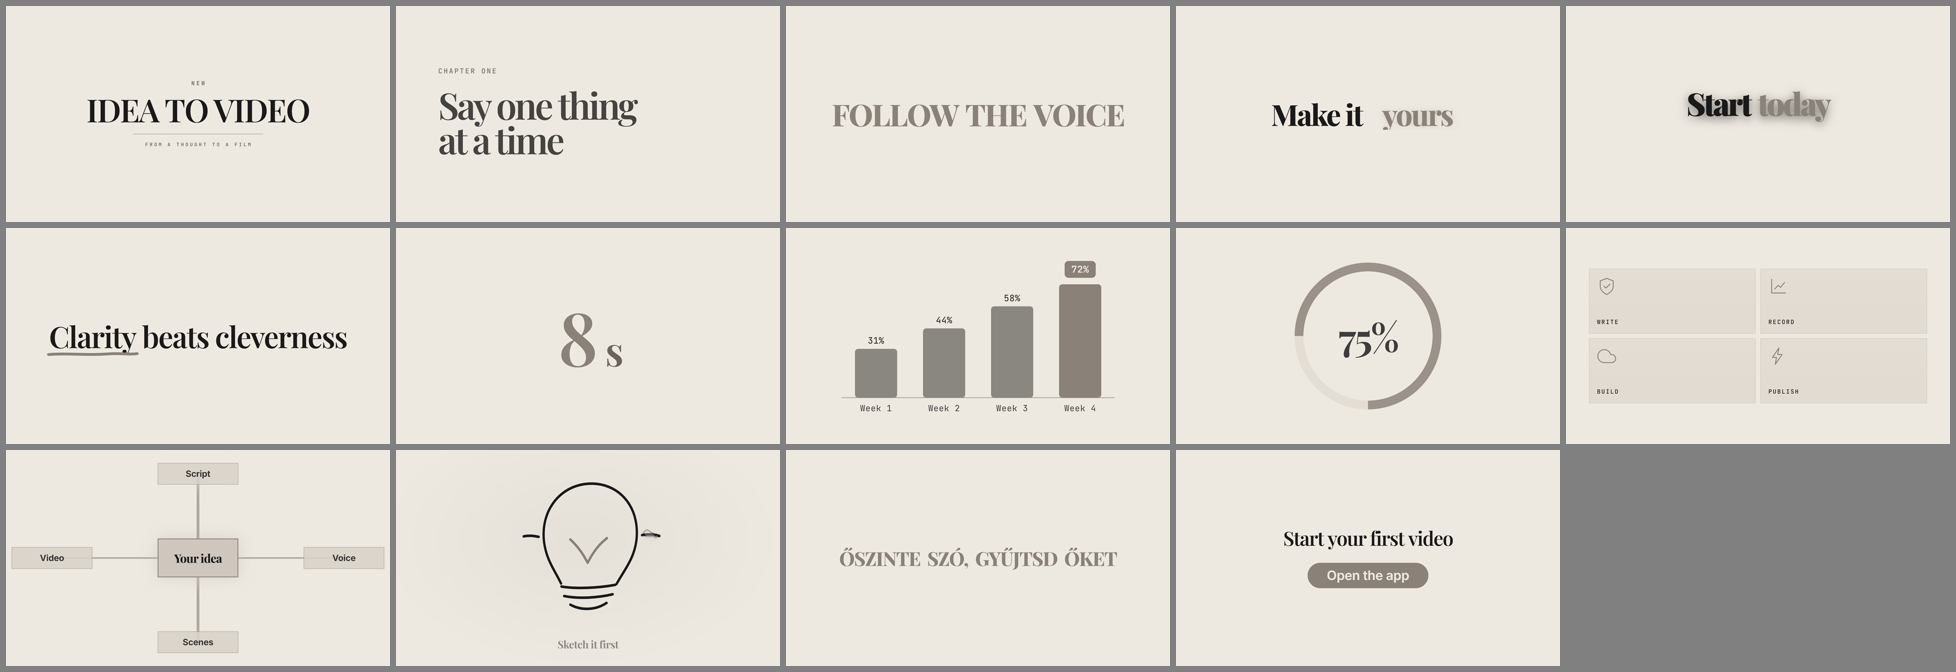 NEW
IDEA TO VIDEO
FROM A THOUGHT TO A FILM
CHAPTER ONE
Say one thing
at a time
FOLLOW THE VOICE
Make it yours
Start today
Clarity beats cleverness
8 s
72%
58%
44%
31%
Week 1 Week 2 Week 3 Week 4
75%
WRITE
RECORD
BUILD
PUBLISH
Script
Video
Your idea
Voice
Scenes
Sketch it first
ŐSZINTE SZÓ, GYŰJTSD ŐKET
Start your first video
Open the app